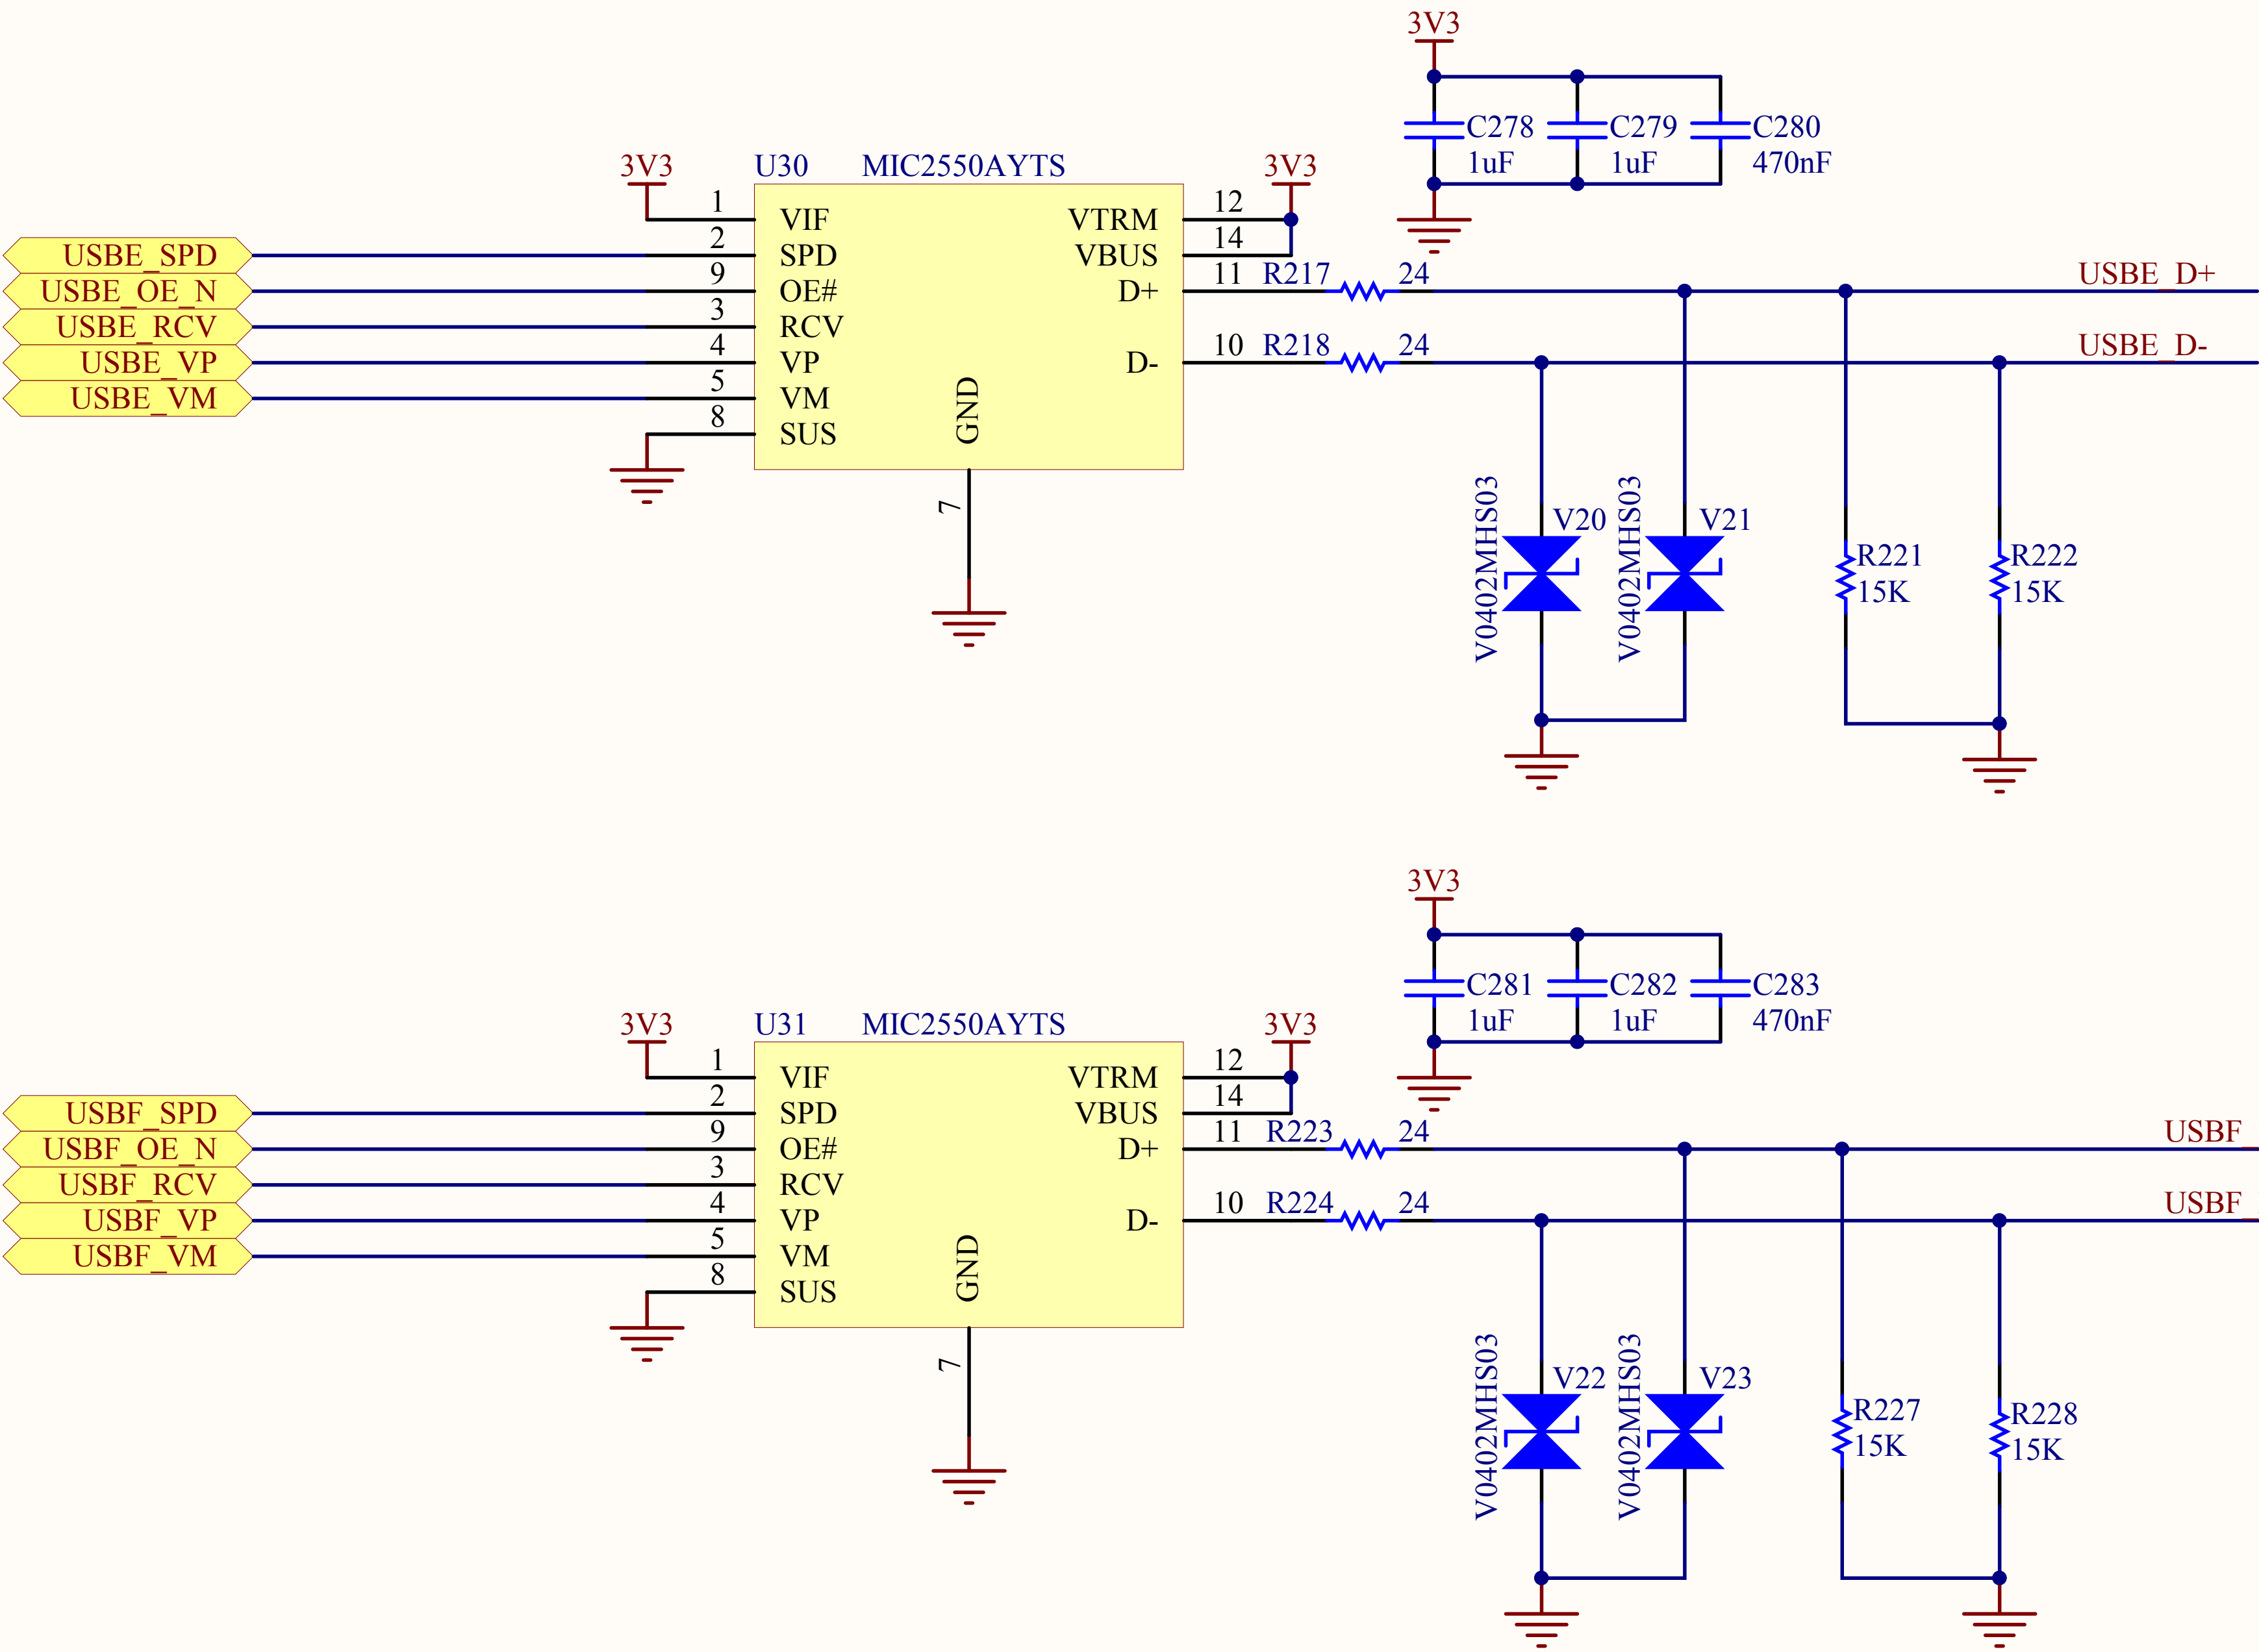 3V3
C278
1uF
C279
1uF
C280
470nF
3V3
U30 MIC2550AYTS
3V3
1 VIF
VTRM 12
USBE_SPD
2 SPD
VBUS 14
USBE_OE_N
9 OE#
D+ 11
R217 24
USBE_D+
USBE_RCV
3 RCV
USBE_VP
4 VP
D- 10
R218 24
USBE_D-
USBE_VM
5 VM
8 SUS
GND
7
V0402MHS03
V20
V0402MHS03
V21
R221
15K
R222
15K
3V3
C281
1uF
C282
1uF
C283
470nF
3V3
U31 MIC2550AYTS
3V3
1 VIF
VTRM 12
USBF_SPD
2 SPD
VBUS 14
USBF_OE_N
9 OE#
D+ 11
R223 24
USBF_
USBF_RCV
3 RCV
USBF_VP
4 VP
D- 10
R224 24
USBF_
USBF_VM
5 VM
8 SUS
GND
7
V0402MHS03
V22
V0402MHS03
V23
R227
15K
R228
15K